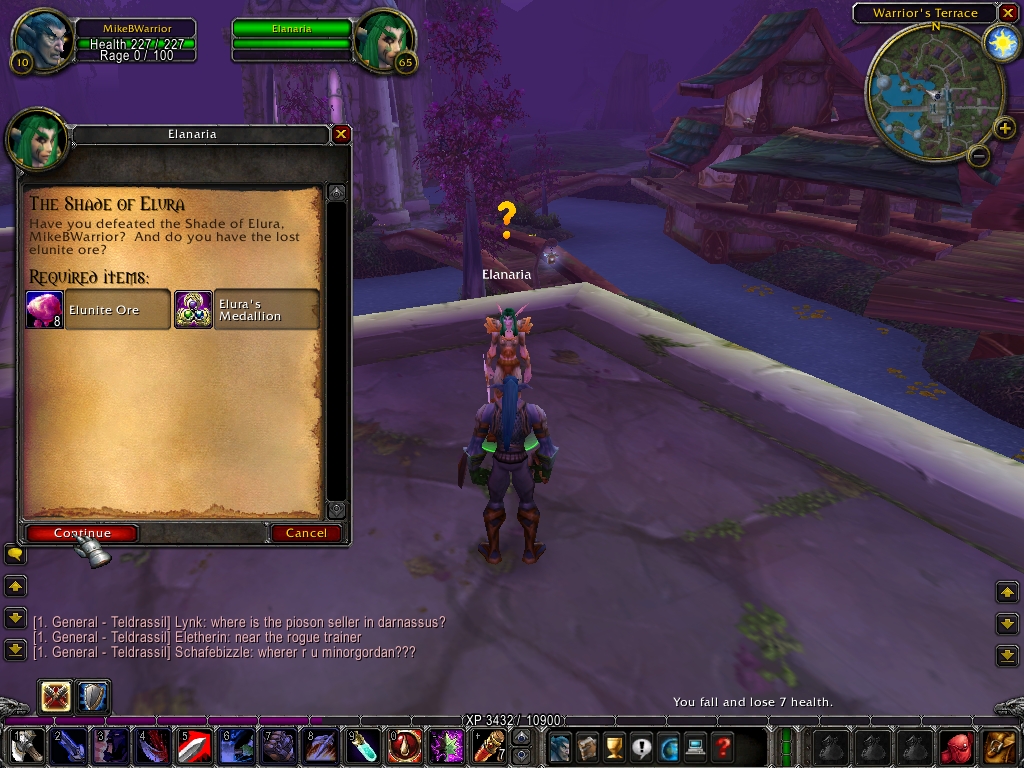 MikeBWarrior
Health 227 / 227
Rage 0 / 100
10
Elanaria
65
Warrior's Terrace
N
Elanaria
The Shade of Elura
Have you defeated the Shade of Elura,
MikeBWarrior? And do you have the lost
elunite ore?
Required items:
8
Elunite Ore
Elura's
Medallion
Continue
Cancel
Elanaria
[1. General - Teldrassil] Lynk: where is the pioson seller in darnassus?
[1. General - Teldrassil] Eletherin: near the rogue trainer
[1. General - Teldrassil] Schafebizzle: wherer r u minorgordan???
You fall and lose 7 health.
XP 3432 / 10900
1 2 3 4 5 6 7 8 9 0 - + 7